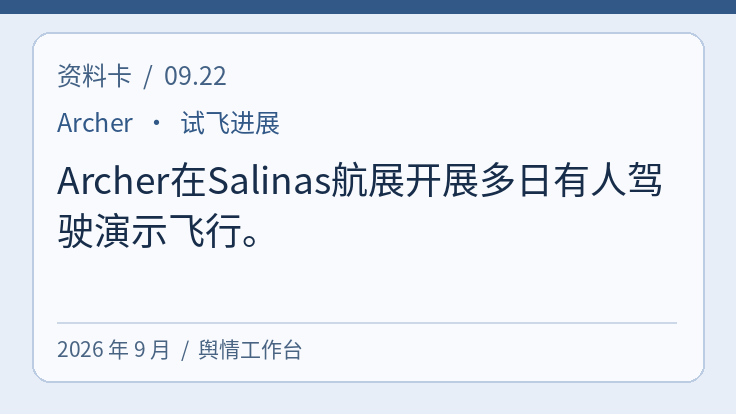 资料卡 / 09.22
Archer · 试飞进展
Archer在Salinas航展开展多日有人驾
驶演示飞行。
2026 年 9 月 / 舆情工作台